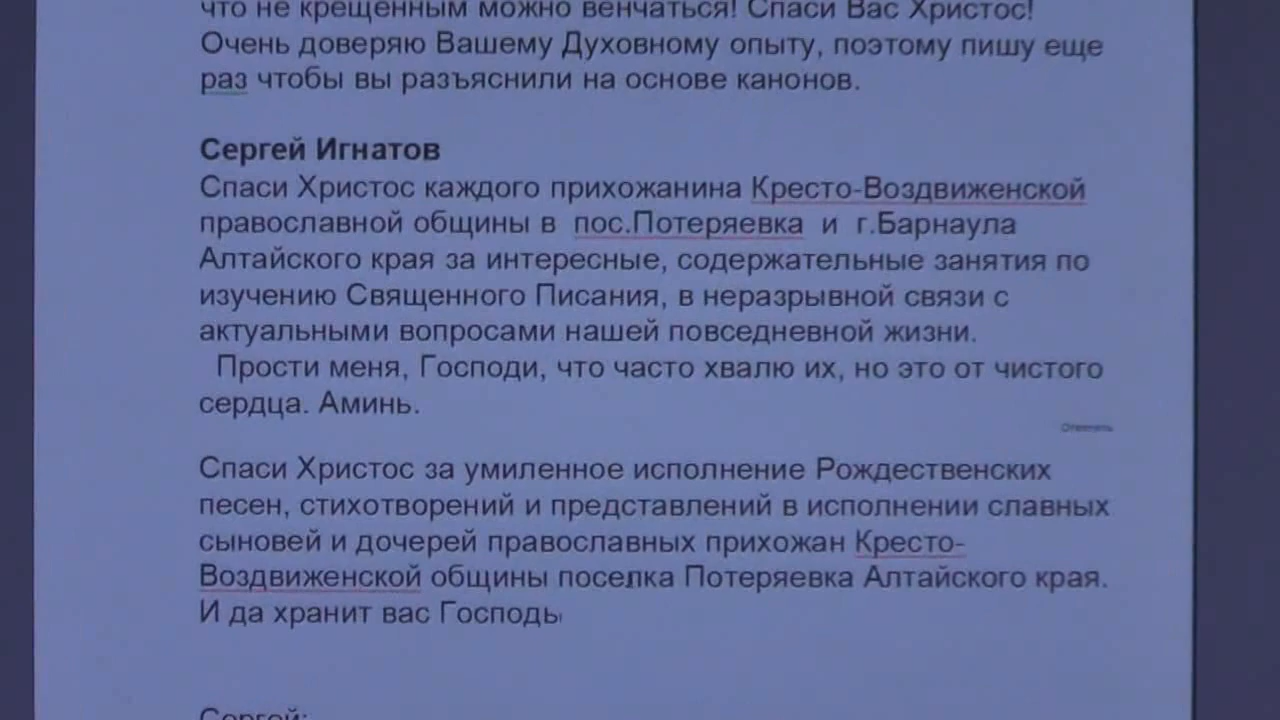 что не крещенным можно венчаться! Спаси Вас Христос!
Очень доверяю Вашему Духовному опыту, поэтому пишу еще
раз чтобы вы разъяснили на основе канонов.
Сергей Игнатов
Спаси Христос каждого прихожанина Кресто-Воздвиженской
православной общины в пос.Потеряевка и г.Барнаула
Алтайского края за интересные, содержательные занятия по
изучению Священного Писания, в неразрывной связи с
актуальными вопросами нашей повседневной жизни.
Прости меня, Господи, что часто хвалю их, но это от чистого
сердца. Аминь.
Ответить
Спаси Христос за умиленное исполнение Рождественских
песен, стихотворений и представлений в исполнении славных
сыновей и дочерей православных прихожан Кресто-
Воздвиженской общины поселка Потеряевка Алтайского края.
И да хранит вас Господь
Сергей: